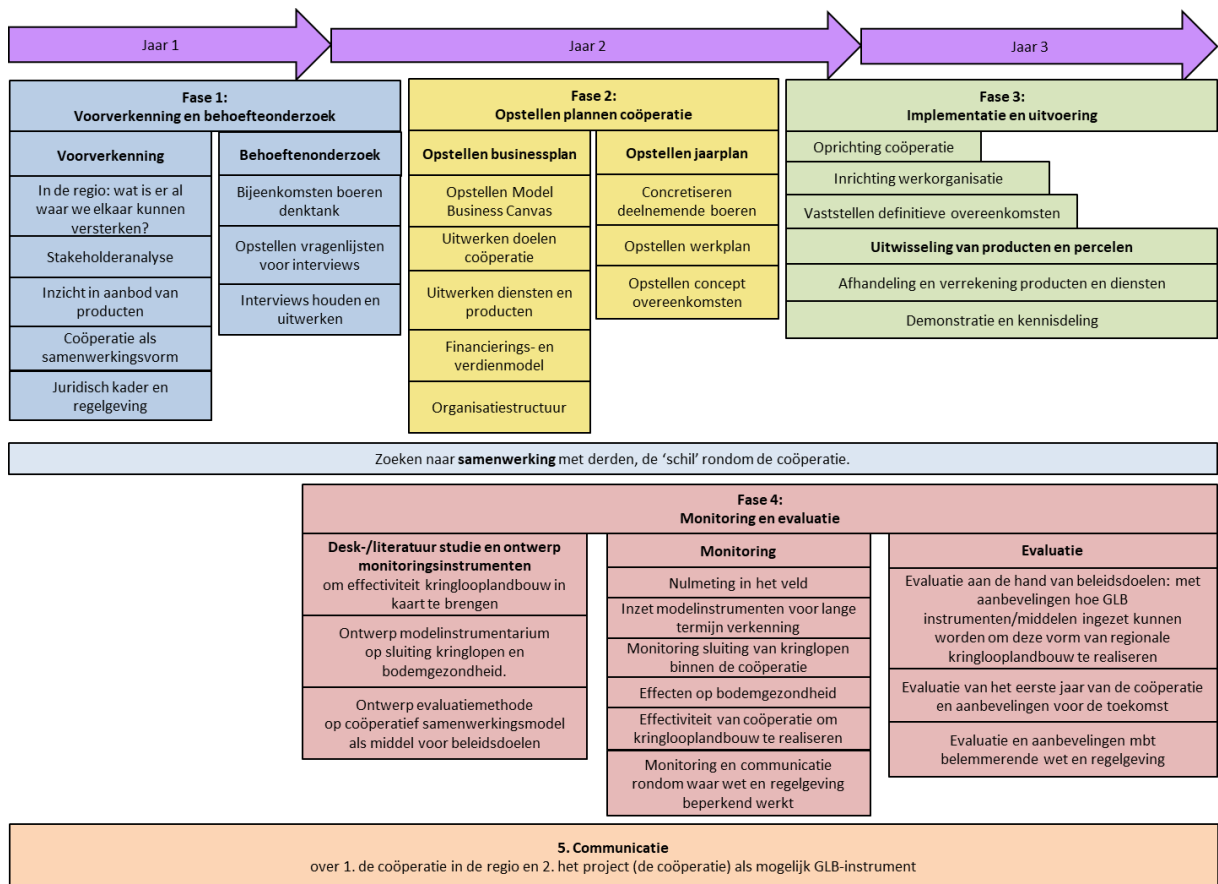 Jaar 1
Jaar 2
Jaar 3
Fase 1:
Voorverkenning en behoefteonderzoek
Voorverkenning
In de regio: wat is er al
waar we elkaar kunnen
versterken?
Stakeholderanalyse
Inzicht in aanbod van
producten
Coöperatie als
samenwerkingsvorm
Juridisch kader en
regelgeving
Behoeftenonderzoek
Bijeenkomsten boeren
denktank
Opstellen vragenlijsten
voor interviews
Interviews houden en
uitwerken
Fase 2:
Opstellen plannen coöperatie
Opstellen businessplan
Opstellen Model
Business Canvas
Uitwerken doelen
coöperatie
Uitwerken diensten en
producten
Financierings- en
verdienmodel
Organisatiestructuur
Opstellen jaarplan
Concretiseren
deelnemende boeren
Opstellen werkplan
Opstellen concept
overeenkomsten
Fase 3:
Implementatie en uitvoering
Oprichting coöperatie
Inrichting werkorganisatie
Vaststellen definitieve overeenkomsten
Uitwisseling van producten en percelen
Afhandeling en verrekening producten en diensten
Demonstratie en kennisdeling
Zoeken naar samenwerking met derden, de ‘schil’ rondom de coöperatie.
Fase 4:
Monitoring en evaluatie
Desk-/literatuur studie en ontwerp
monitoringsinstrumenten
om effectiviteit kringlooplandbouw in
kaart te brengen
Ontwerp modelinstrumentarium
op sluiting kringlopen en
bodemgezondheid.
Ontwerp evaluatiemethode
op coöperatief samenwerkingsmodel
als middel voor beleidsdoelen
Monitoring
Nulmeting in het veld
Inzet modelinstrumenten voor lange
termijn verkenning
Monitoring sluiting van kringlopen
binnen de coöperatie
Effecten op bodemgezondheid
Effectiviteit van coöperatie om
kringlooplandbouw te realiseren
Monitoring en communicatie
rondom waar wet en regelgeving
beperkend werkt
Evaluatie
Evaluatie aan de hand van beleidsdoelen: met
aanbevelingen hoe GLB
instrumenten/middelen ingezet kunnen
worden om deze vorm van regionale
kringlooplandbouw te realiseren
Evaluatie van het eerste jaar van de coöperatie
en aanbevelingen voor de toekomst
Evaluatie en aanbevelingen mbt
belemmerende wet en regelgeving
5. Communicatie
over 1. de coöperatie in de regio en 2. het project (de coöperatie) als mogelijk GLB-instrument